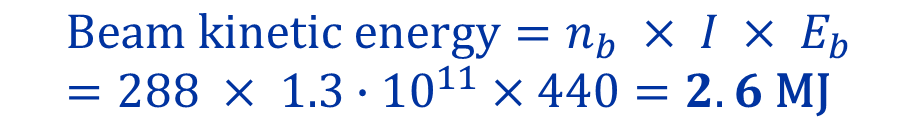 Beam kinetic energy = n_b × I × E_b
= 288 × 1.3 · 10^11 × 440 = 2.6 MJ